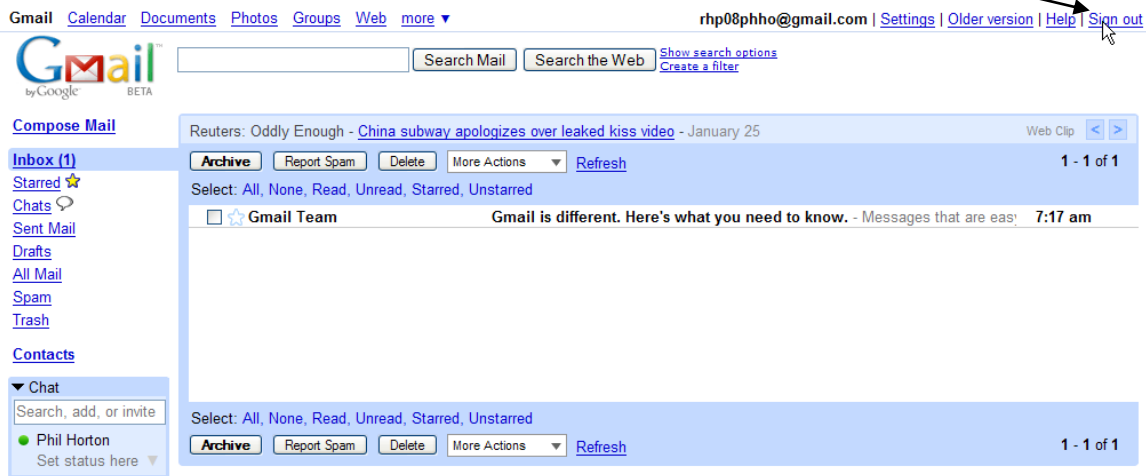 Gmail Calendar Documents Photos Groups Web more ▼ rhp08phho@gmail.com | Settings | Older version | Help | Sign out
Gmail™
by Google BETA
Search Mail Search the Web Show search options
Create a filter
Compose Mail
Reuters: Oddly Enough - China subway apologizes over leaked kiss video - January 25 Web Clip < >
Inbox (1)
Archive Report Spam Delete More Actions Refresh 1 - 1 of 1
Starred
Select: All, None, Read, Unread, Starred, Unstarred
Chats
Gmail Team Gmail is different. Here's what you need to know. - Messages that are easy 7:17 am
Sent Mail
Drafts
All Mail
Spam
Trash
Contacts
Chat
Search, add, or invite
Select: All, None, Read, Unread, Starred, Unstarred
Phil Horton
Archive Report Spam Delete More Actions Refresh 1 - 1 of 1
Set status here